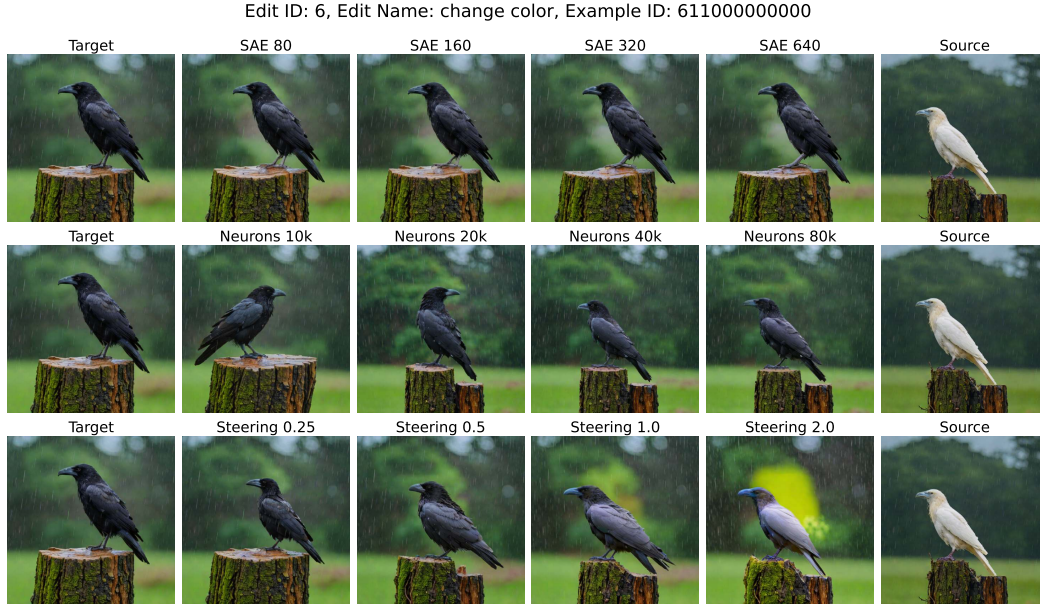 Edit ID: 6, Edit Name: change color, Example ID: 611000000000
Target SAE 80 SAE 160 SAE 320 SAE 640 Source
Target Neurons 10k Neurons 20k Neurons 40k Neurons 80k Source
Target Steering 0.25 Steering 0.5 Steering 1.0 Steering 2.0 Source